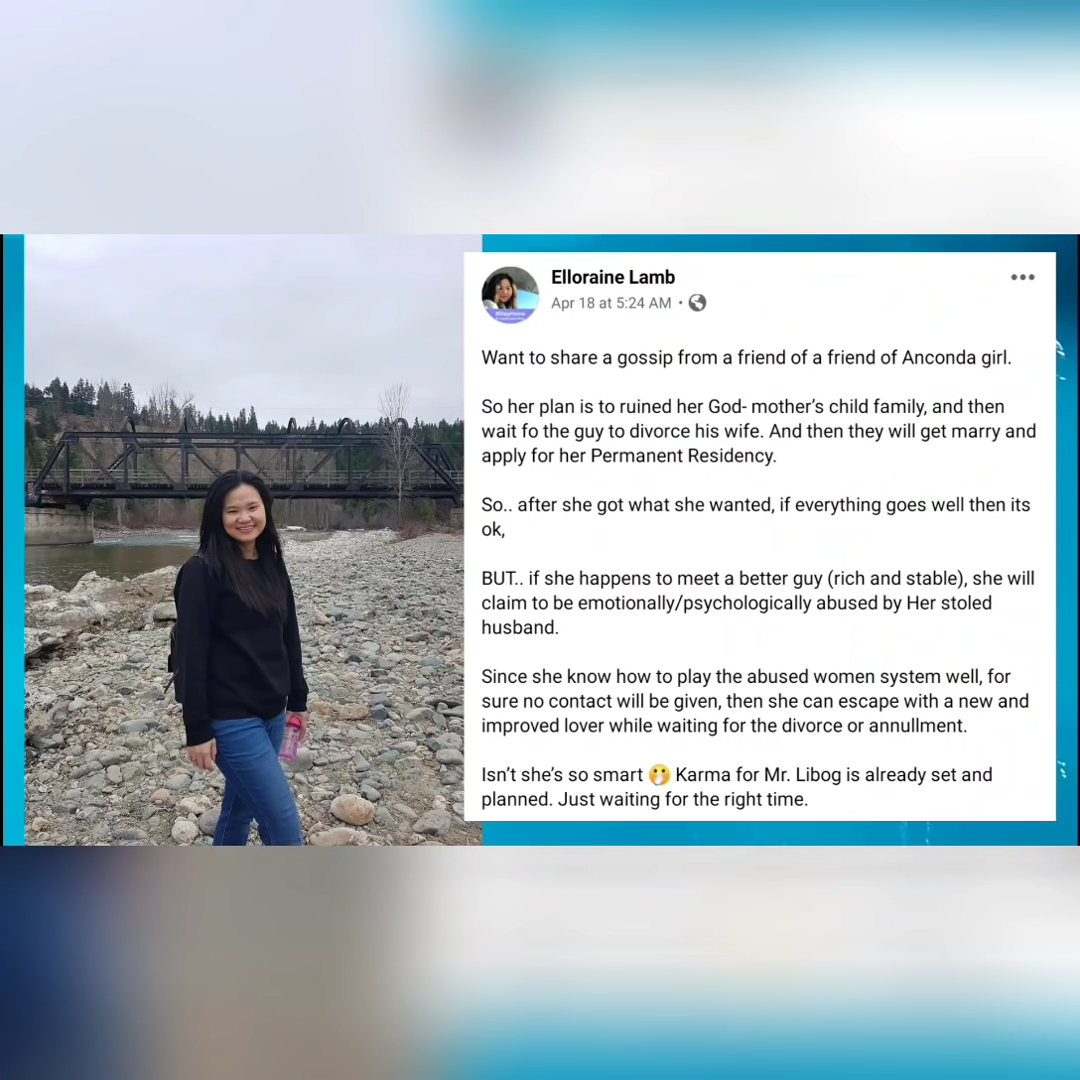 Elloraine Lamb
Apr 18 at 5:24 AM ·
Want to share a gossip from a friend of a friend of Anconda girl.
So her plan is to ruined her God- mother's child family, and then
wait fo the guy to divorce his wife. And then they will get marry and
apply for her Permanent Residency.
So.. after she got what she wanted, if everything goes well then its
ok,
BUT.. if she happens to meet a better guy (rich and stable), she will
claim to be emotionally/psychologically abused by Her stoled
husband.
Since she know how to play the abused women system well, for
sure no contact will be given, then she can escape with a new and
improved lover while waiting for the divorce or annullment.
Isn't she's so smart 🤭 Karma for Mr. Libog is already set and
planned. Just waiting for the right time.